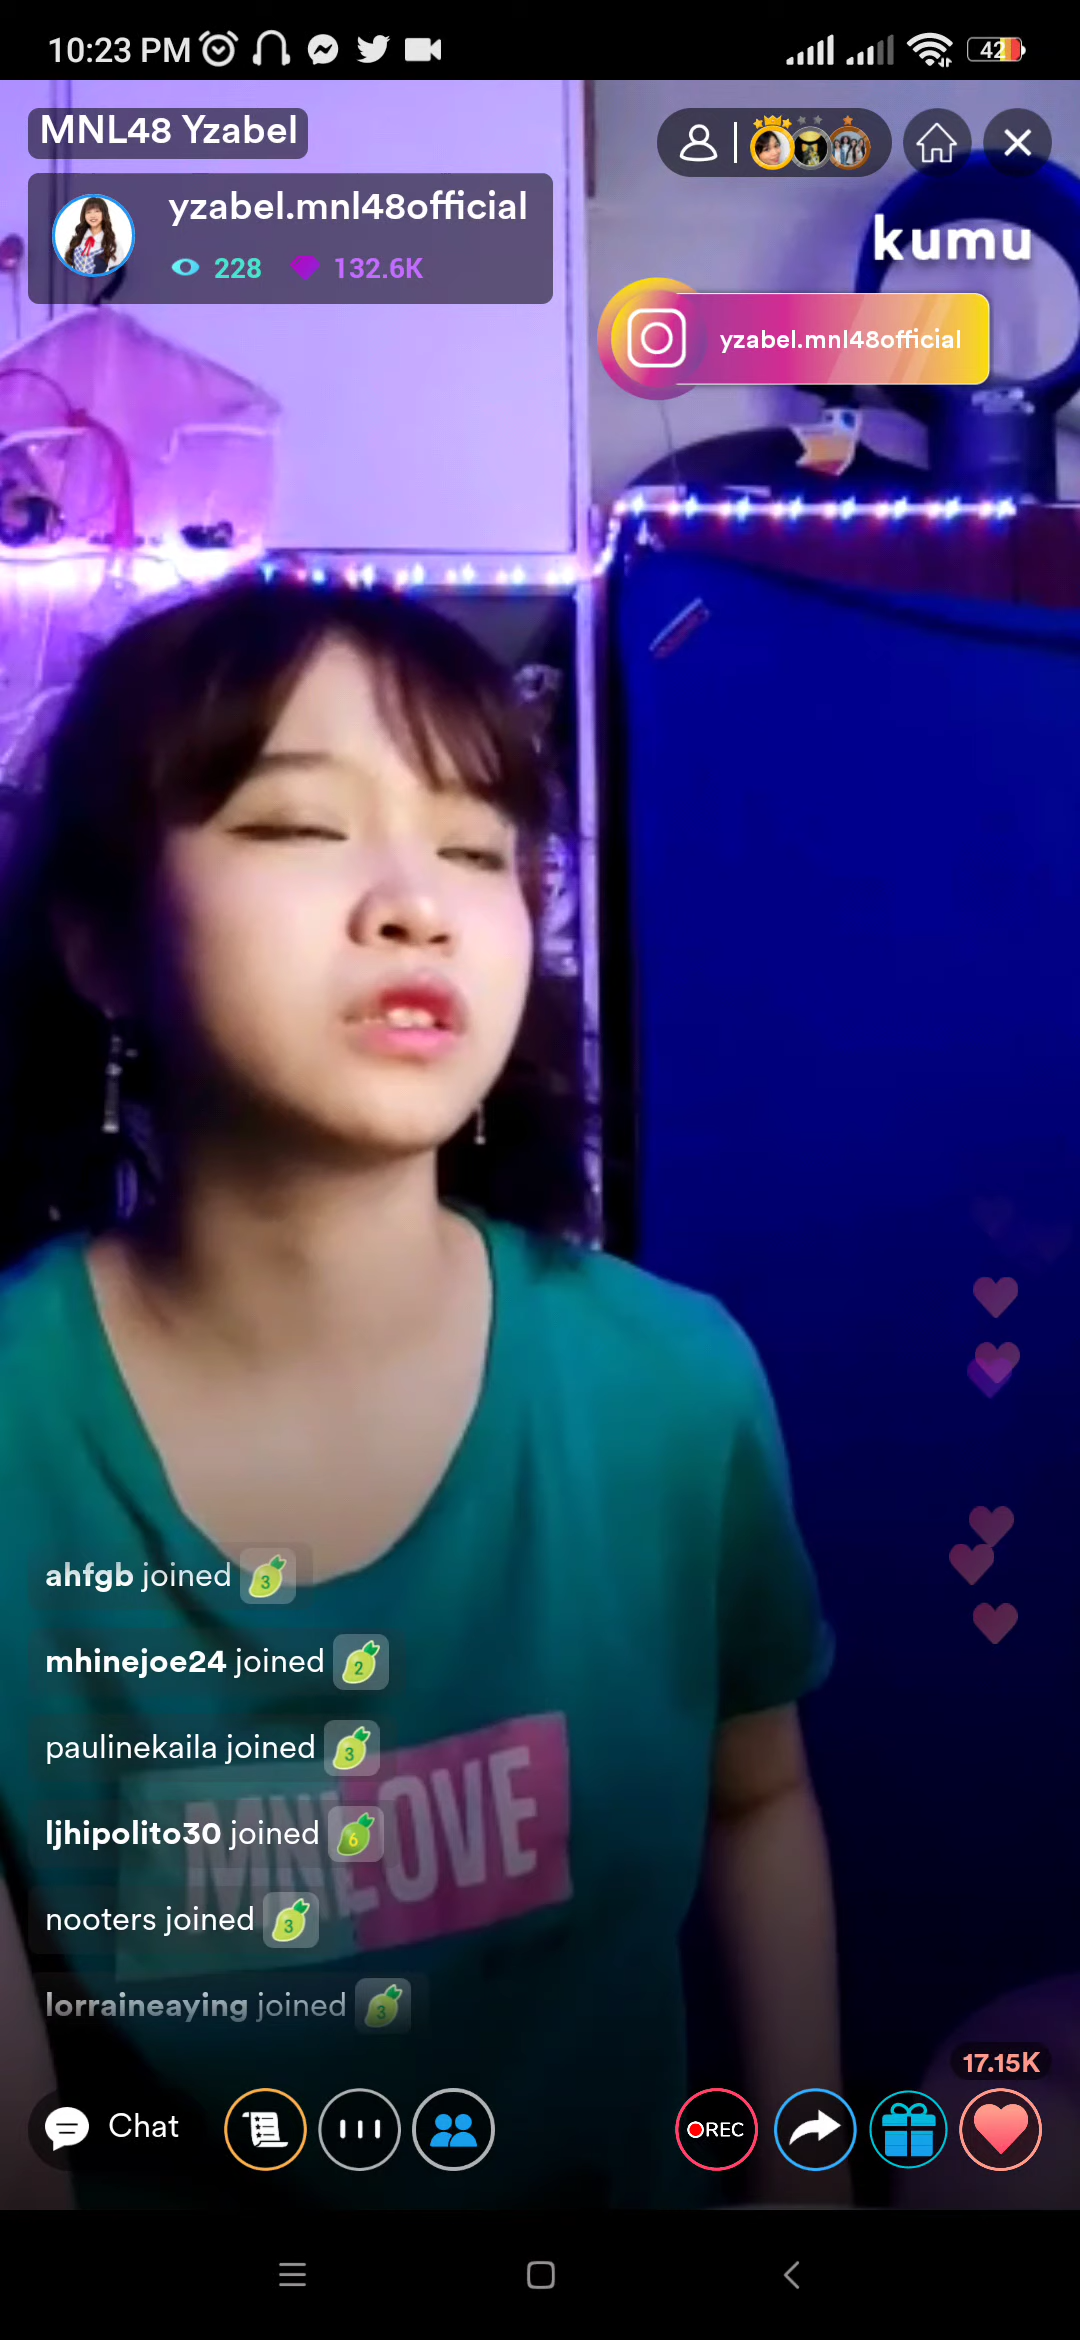 10:23 PM
42
MNL48 Yzabel
yzabel.mnl48official
228 132.6K
kumu
yzabel.mnl48official
ahfgb joined 3
mhinejoe24 joined 2
paulinekaila joined 3
ljhipolito30 joined 6
nooters joined 3
lorraineaying joined 3
MNLOVE
17.15K
Chat
REC